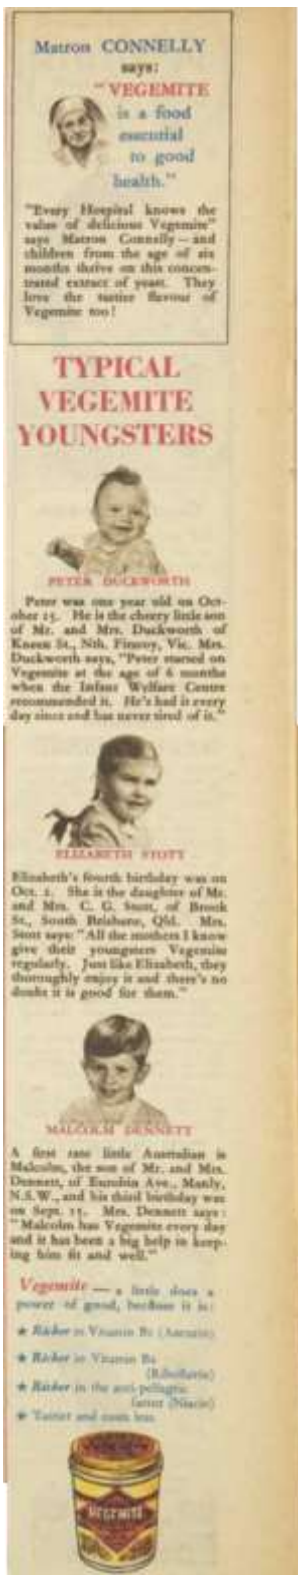 Matron CONNELLY
says:
"VEGEMITE
is a food
essential
to good
health."
"Every Hospital knows the
value of delicious Vegemite"
says Matron Connelly — and
children from the age of six
months thrive on this concen-
trated extract of yeast. They
love the tastier flavour of
Vegemite too!
TYPICAL
VEGEMITE
YOUNGSTERS
PETER DUCKWORTH
Peter was one year old on Oct-
ober 25. He is the cheery little son
of Mr. and Mrs. Duckworth of
St., Nth. Fitzroy, Vic. Mrs.
Duckworth says, "Peter started on
Vegemite at the age of 6 months
when the Infant Welfare Centre
recommended it. He's had it every
day since and has never tired of it."
ELIZABETH STOTT
Elizabeth's fourth birthday was on
Oct. 2. She is the daughter of Mr.
and Mrs. C. G. Stott, of Brook
St., South Brisbane, Qld. Mrs.
Stott says: "All the mothers I know
give their youngsters Vegemite
regularly. Just like Elizabeth, they
thoroughly enjoy it and there's no
doubt it is good for them."
MALCOLM DENNETT
A first rate little Australian is
Malcolm, the son of Mr. and Mrs.
Dennett, of Eurobin Ave., Manly,
N.S.W., and his third birthday was
on Sept. 15. Mrs. Dennett says:
"Malcolm has Vegemite every day
and it has been a big help in keep-
ing him fit and well."
Vegemite — a little does a
power of good, because it is:
★ Richer in Vitamin B1 (Aneurin)
★ Richer in Vitamin B2
(Riboflavin)
★ Richer in the anti-pellagra
factor (Niacin)
★ Tastier and costs less
VEGEMITE